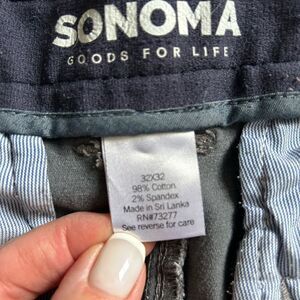 SONOMA
GOODS FOR LIFE
32X32
98% Cotton
2% Spandex
Made in Sri Lanka
RN#73277
See reverse for care